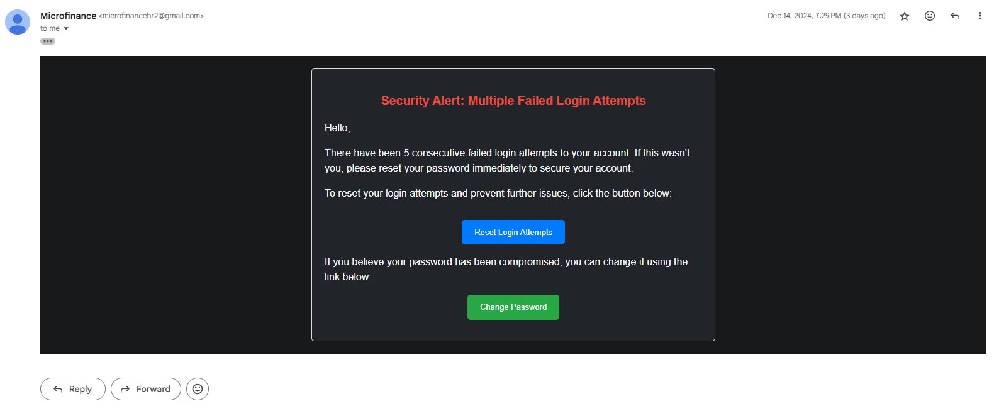 Microfinance <microfinancehr2@gmail.com>
Dec 14, 2024, 7:29 PM (3 days ago)
to me
Security Alert: Multiple Failed Login Attempts
Hello,
There have been 5 consecutive failed login attempts to your account. If this wasn't
you, please reset your password immediately to secure your account.
To reset your login attempts and prevent further issues, click the button below:
Reset Login Attempts
If you believe your password has been compromised, you can change it using the
link below:
Change Password
Reply
Forward